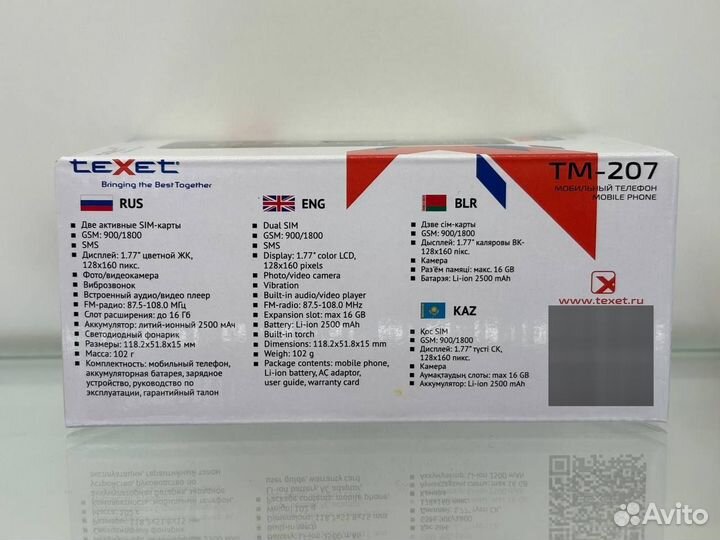 teXet
Bringing the Best Together
TM-207
МОБИЛЬНЫЙ ТЕЛЕФОН
MOBILE PHONE
RUS
Две активные SIM-карты
GSM: 900/1800
SMS
Дисплей: 1.77" цветной ЖК,
128x160 пикс.
Фото/видеокамера
Виброзвонок
Встроенный аудио/видео плеер
FM-радио: 87.5-108.0 МГц
Слот расширения: до 16 Гб
Аккумулятор: литий-ионный 2500 мАч
Светодиодный фонарик
Размеры: 118.2x51.8x15 мм
Масса: 102 г
Комплектность: мобильный телефон,
аккумуляторная батарея, зарядное
устройство, руководство по
эксплуатации, гарантийный талон
ENG
Dual SIM
GSM: 900/1800
SMS
Display: 1.77" color LCD,
128x160 pixels
Photo/video camera
Vibration
Built-in audio/video player
FM-radio: 87.5-108.0 MHz
Expansion slot: max 16 GB
Battery: Li-ion 2500 mAh
Built-in torch
Dimensions: 118.2x51.8x15 mm
Weigh: 102 g
Package contents: mobile phone,
Li-ion battery, AC adaptor,
user guide, warranty card
BLR
Дзве сім-карты
GSM: 900/1800
Дысплей: 1.77" каляровы ВК-
128x160 пікс.
Камера
Раз'ём памяці: макс. 16 GB
Батарэя: Li-ion 2500 mAh
KAZ
Қос SIM
GSM: 900/1800
Дисплей: 1.77" түсті СК,
128x160 пикс.
Камера
Аумақтаудың слоты: max 16 GB
Аккумулятор: Li-ion 2500 mAh
www.texet.ru
Avito